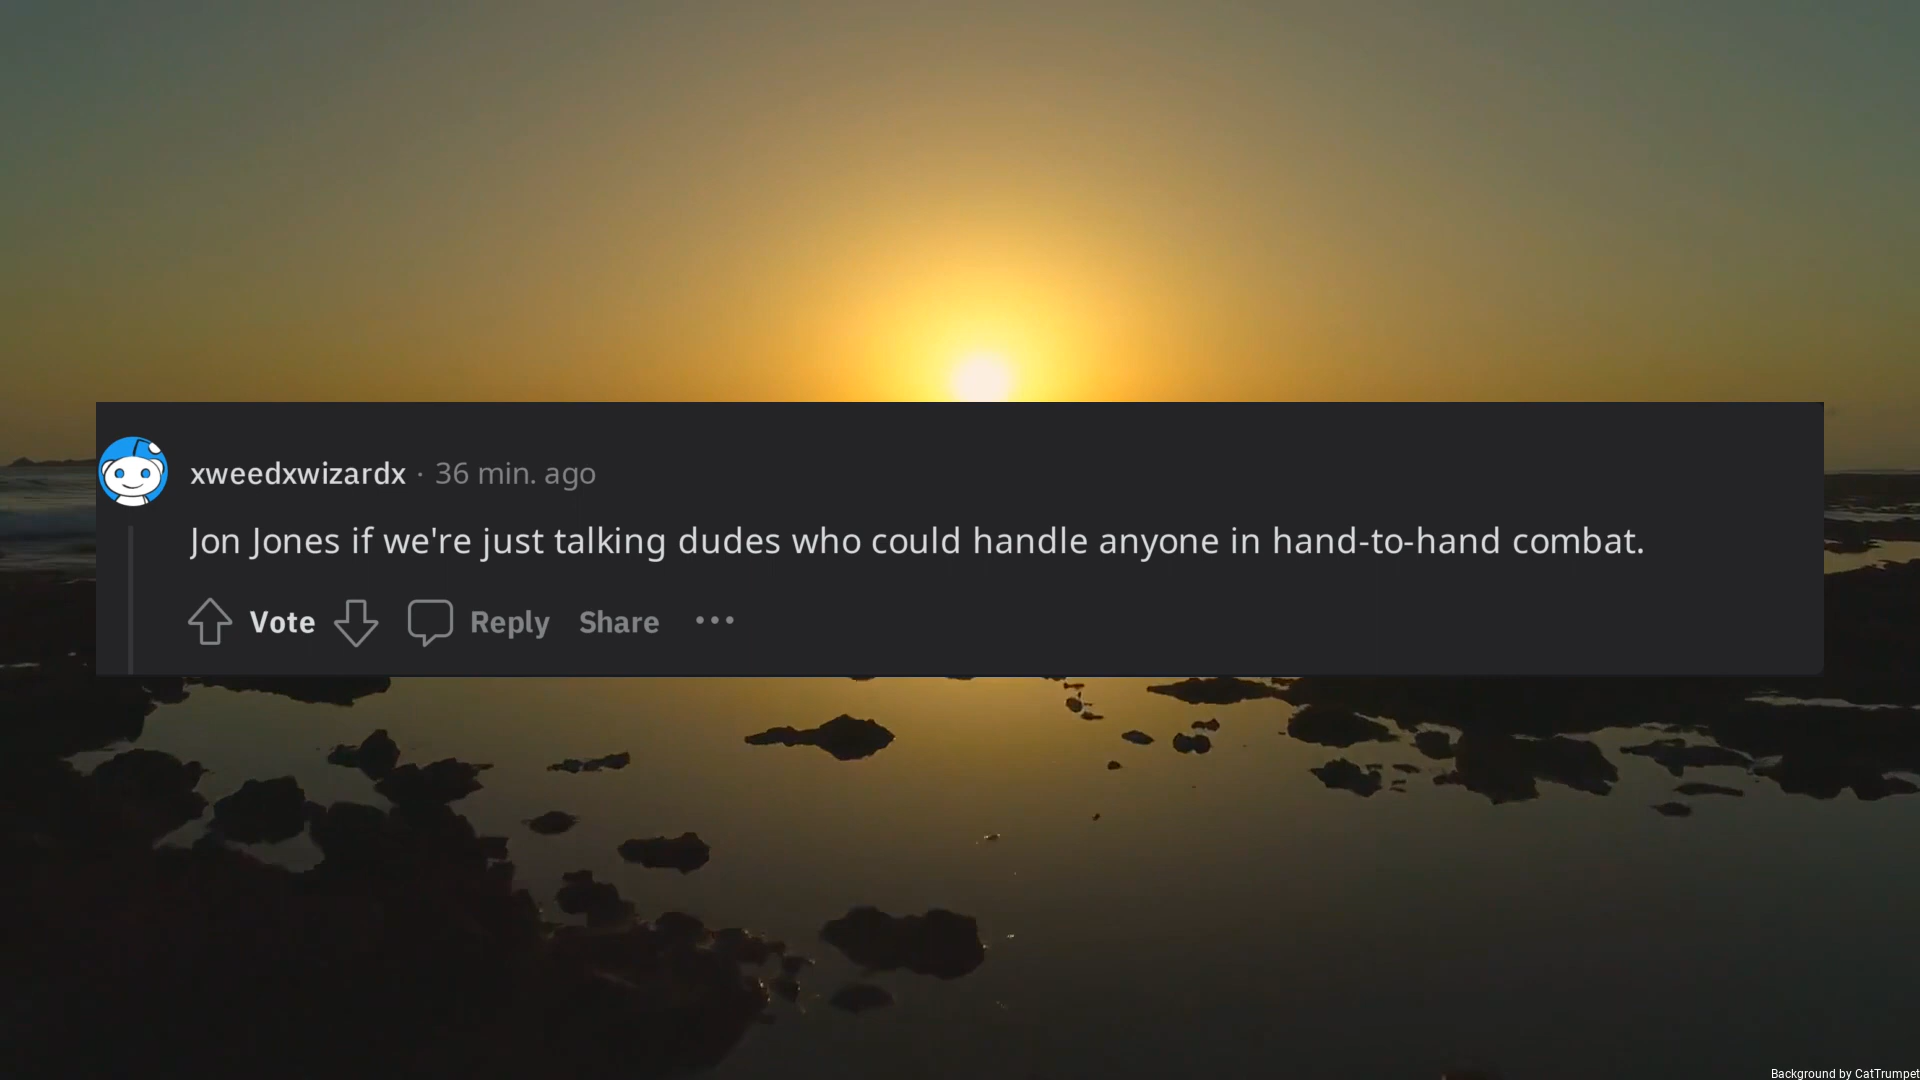 xweedxwizardx · 36 min. ago
Jon Jones if we're just talking dudes who could handle anyone in hand-to-hand combat.
Vote Reply Share ...
Background by CatTrumpet